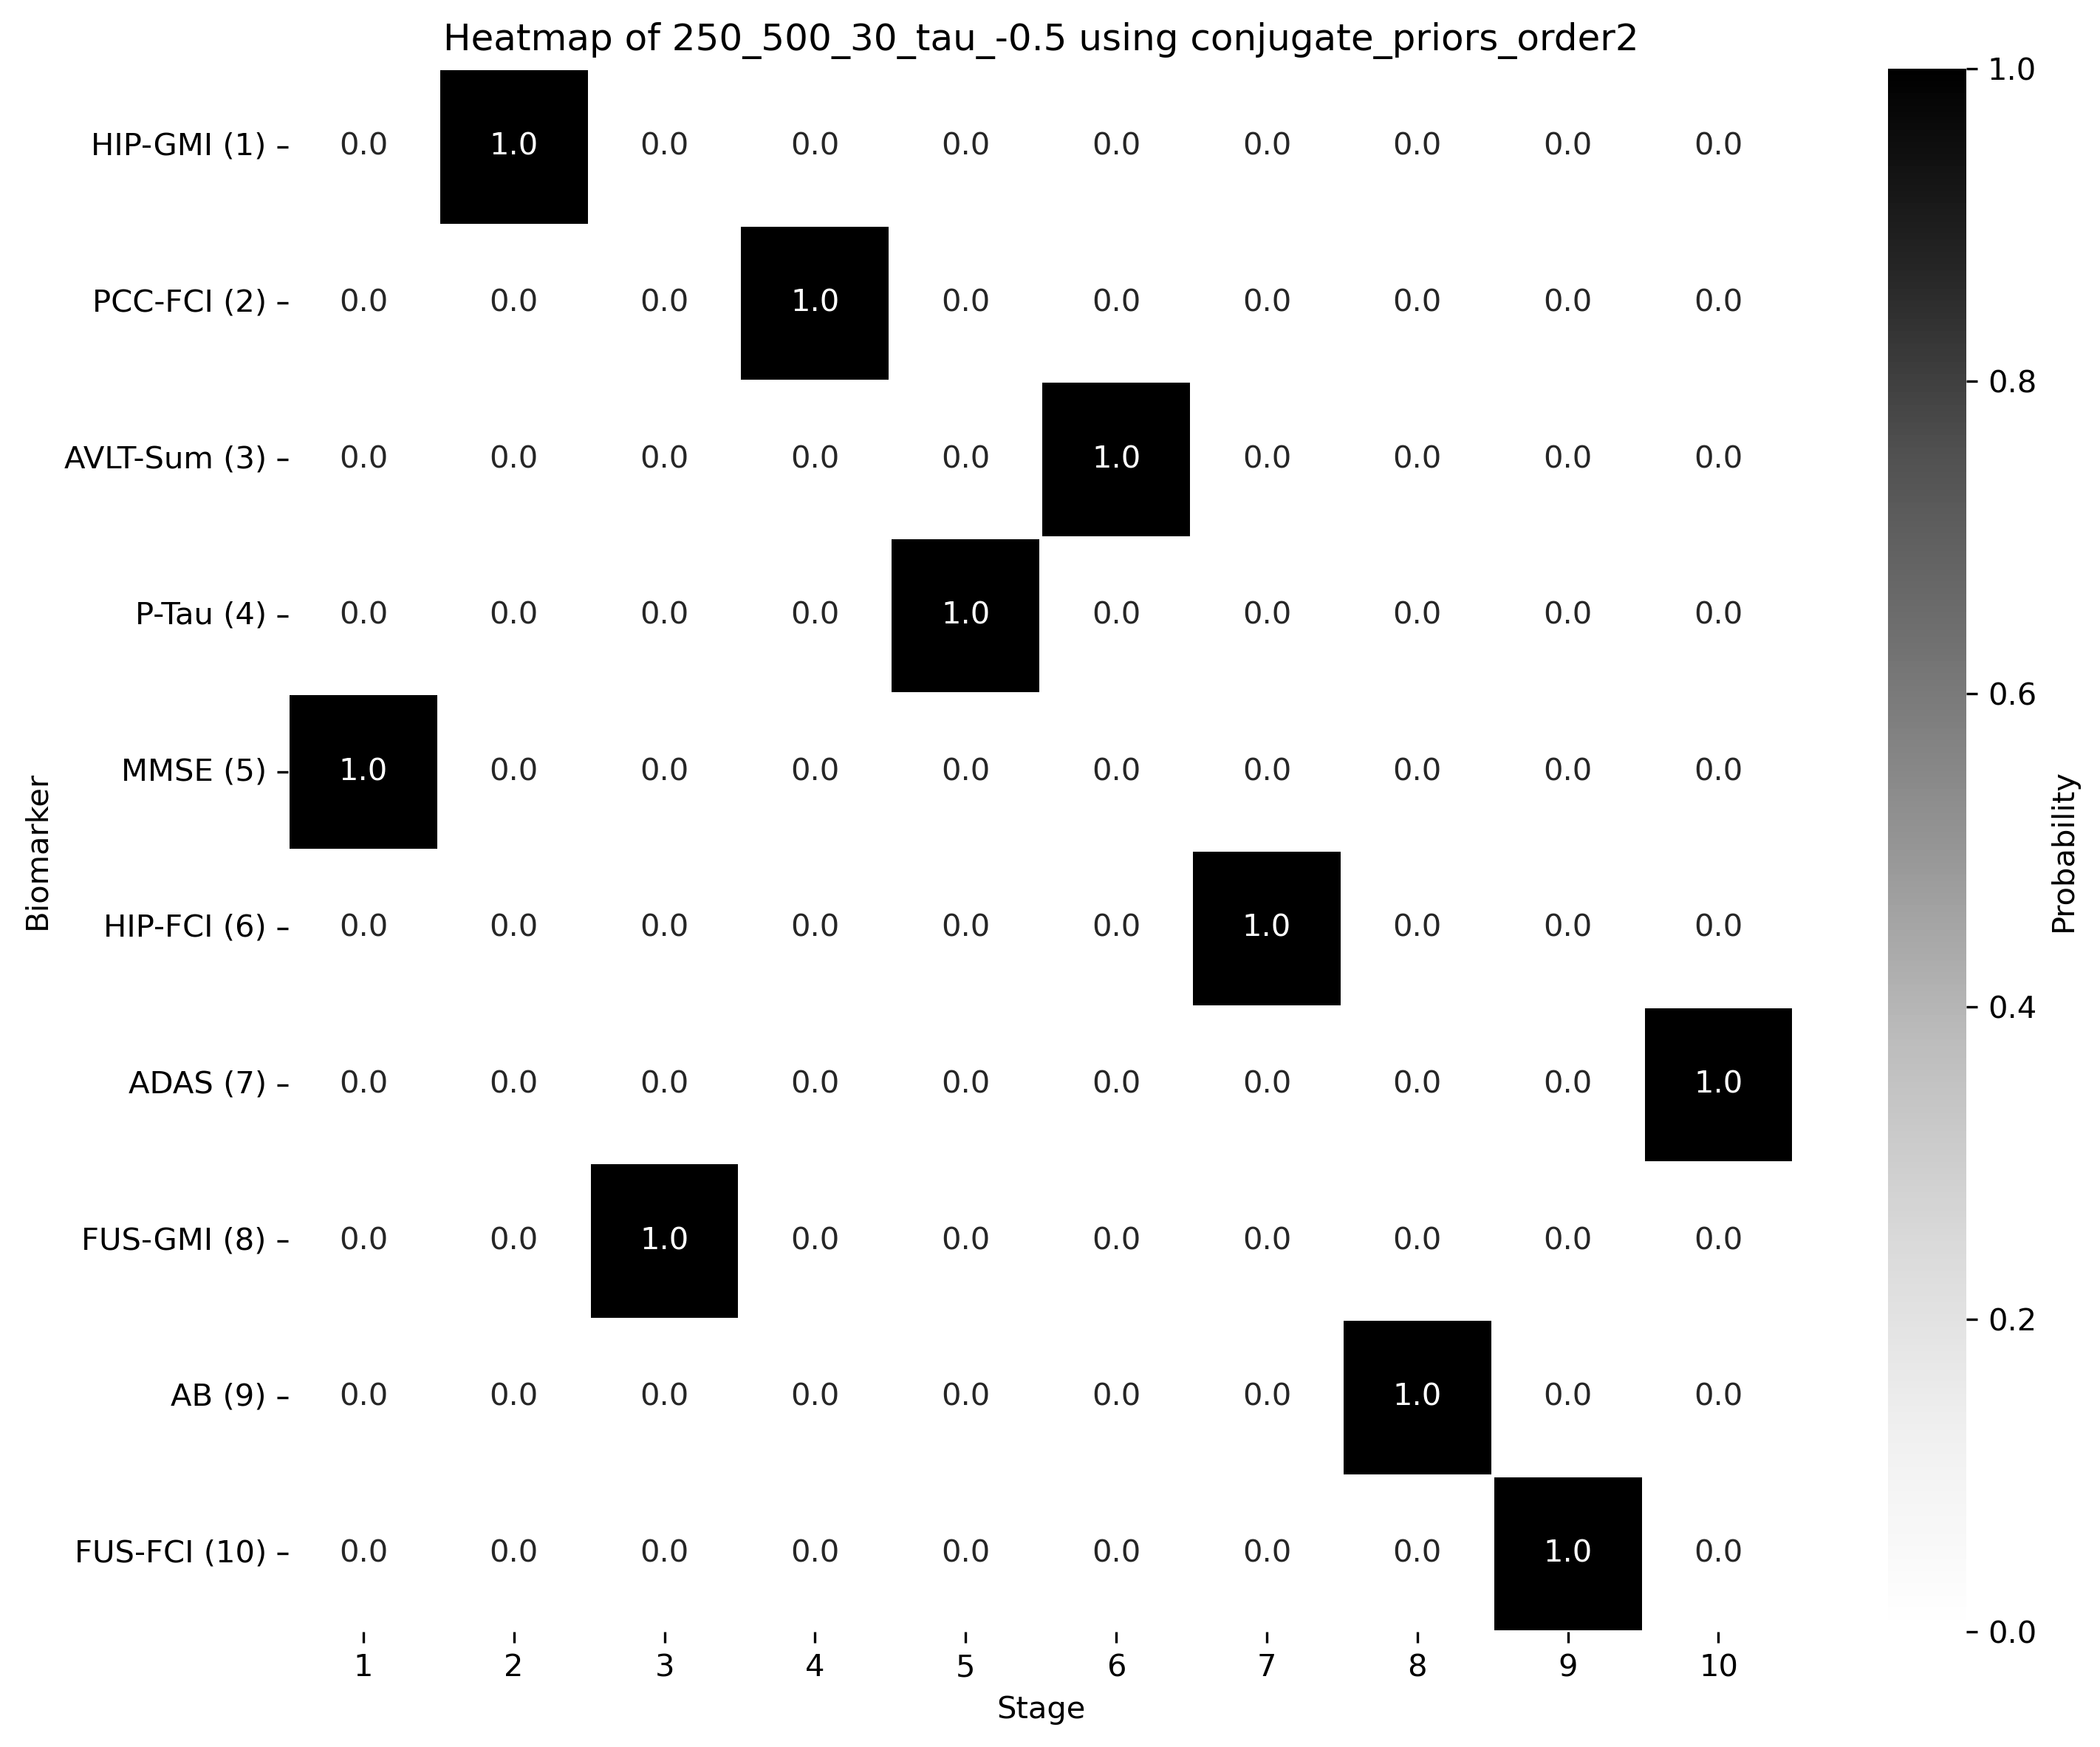 Heatmap of 250_500_30_tau_-0.5 using conjugate_priors_order2
Biomarker
HIP-GMI (1) 0.0 1.0 0.0 0.0 0.0 0.0 0.0 0.0 0.0 0.0
PCC-FCI (2) 0.0 0.0 0.0 1.0 0.0 0.0 0.0 0.0 0.0 0.0
AVLT-Sum (3) 0.0 0.0 0.0 0.0 0.0 1.0 0.0 0.0 0.0 0.0
P-Tau (4) 0.0 0.0 0.0 0.0 1.0 0.0 0.0 0.0 0.0 0.0
MMSE (5) 1.0 0.0 0.0 0.0 0.0 0.0 0.0 0.0 0.0 0.0
HIP-FCI (6) 0.0 0.0 0.0 0.0 0.0 0.0 1.0 0.0 0.0 0.0
ADAS (7) 0.0 0.0 0.0 0.0 0.0 0.0 0.0 0.0 0.0 1.0
FUS-GMI (8) 0.0 0.0 1.0 0.0 0.0 0.0 0.0 0.0 0.0 0.0
AB (9) 0.0 0.0 0.0 0.0 0.0 0.0 0.0 1.0 0.0 0.0
FUS-FCI (10) 0.0 0.0 0.0 0.0 0.0 0.0 0.0 0.0 1.0 0.0
1 2 3 4 5 6 7 8 9 10
Stage
1.0
0.8
0.6
0.4
0.2
0.0
Probability